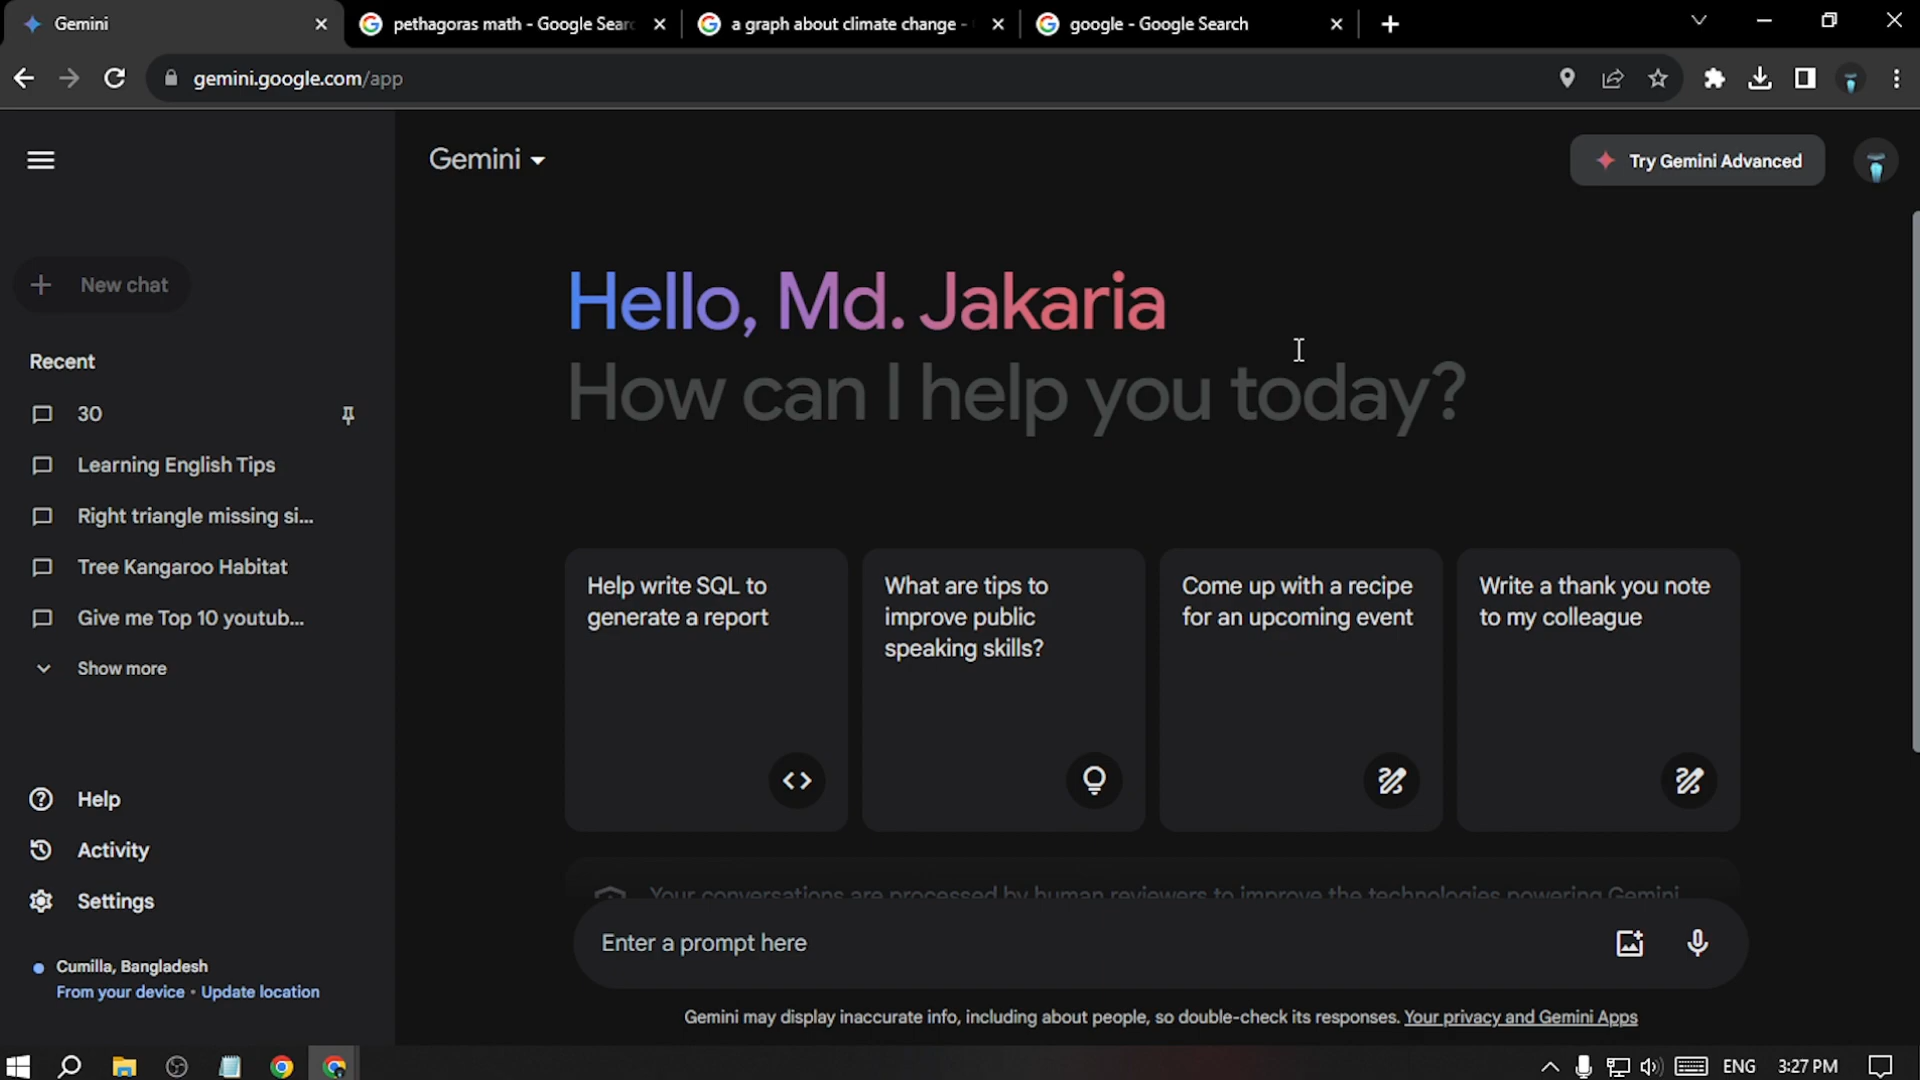 Gemini
pethagoras math - Google Sear
a graph about climate change -
google - Google Search
gemini.google.com/app
Gemini
Try Gemini Advanced
Hello, Md. Jakaria
How can I help you today?
New chat
Recent
30
Learning English Tips
Right triangle missing si...
Tree Kangaroo Habitat
Give me Top 10 youtub...
Show more
Help write SQL to
generate a report
What are tips to
improve public
speaking skills?
Come up with a recipe
for an upcoming event
Write a thank you note
to my colleague
Help
Activity
Settings
Cumilla, Bangladesh
From your device • Update location
Your conversations are processed by human reviewers to improve the technologies powering Gemini
Enter a prompt here
Gemini may display inaccurate info, including about people, so double-check its responses. Your privacy and Gemini Apps
ENG
3:27 PM